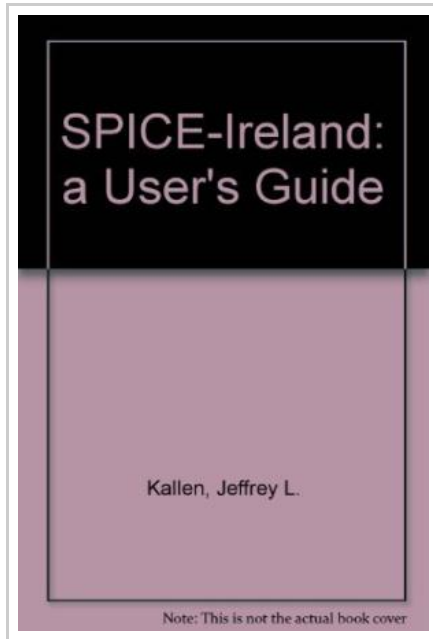 SPICE-Ireland:
a User's Guide
Kallen, Jeffrey L.
Note: This is not the actual book cover